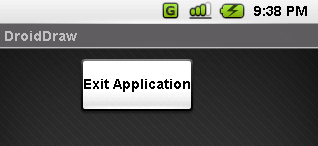 G 9:38 PM
DroidDraw
Exit Application